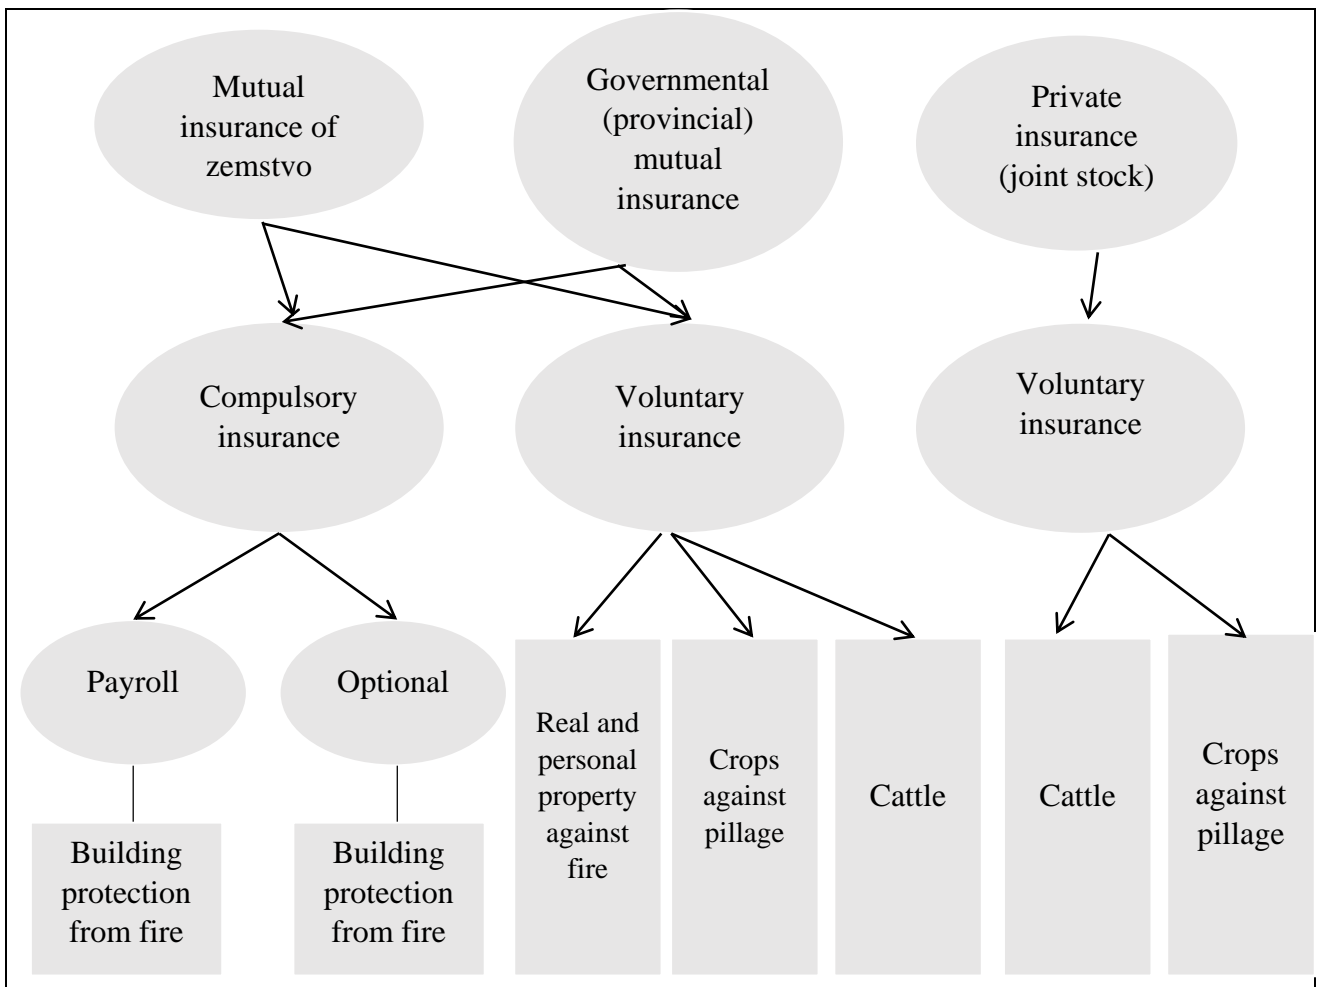 Mutual
insurance of
zemstvo
Governmental
(provincial)
mutual
insurance
Private
insurance
(joint stock)
Compulsory
insurance
Voluntary
insurance
Voluntary
insurance
Payroll
Optional
Building
protection
from fire
Building
protection
from fire
Real and
personal
property
against
fire
Crops
against
pillage
Cattle
Cattle
Crops
against
pillage